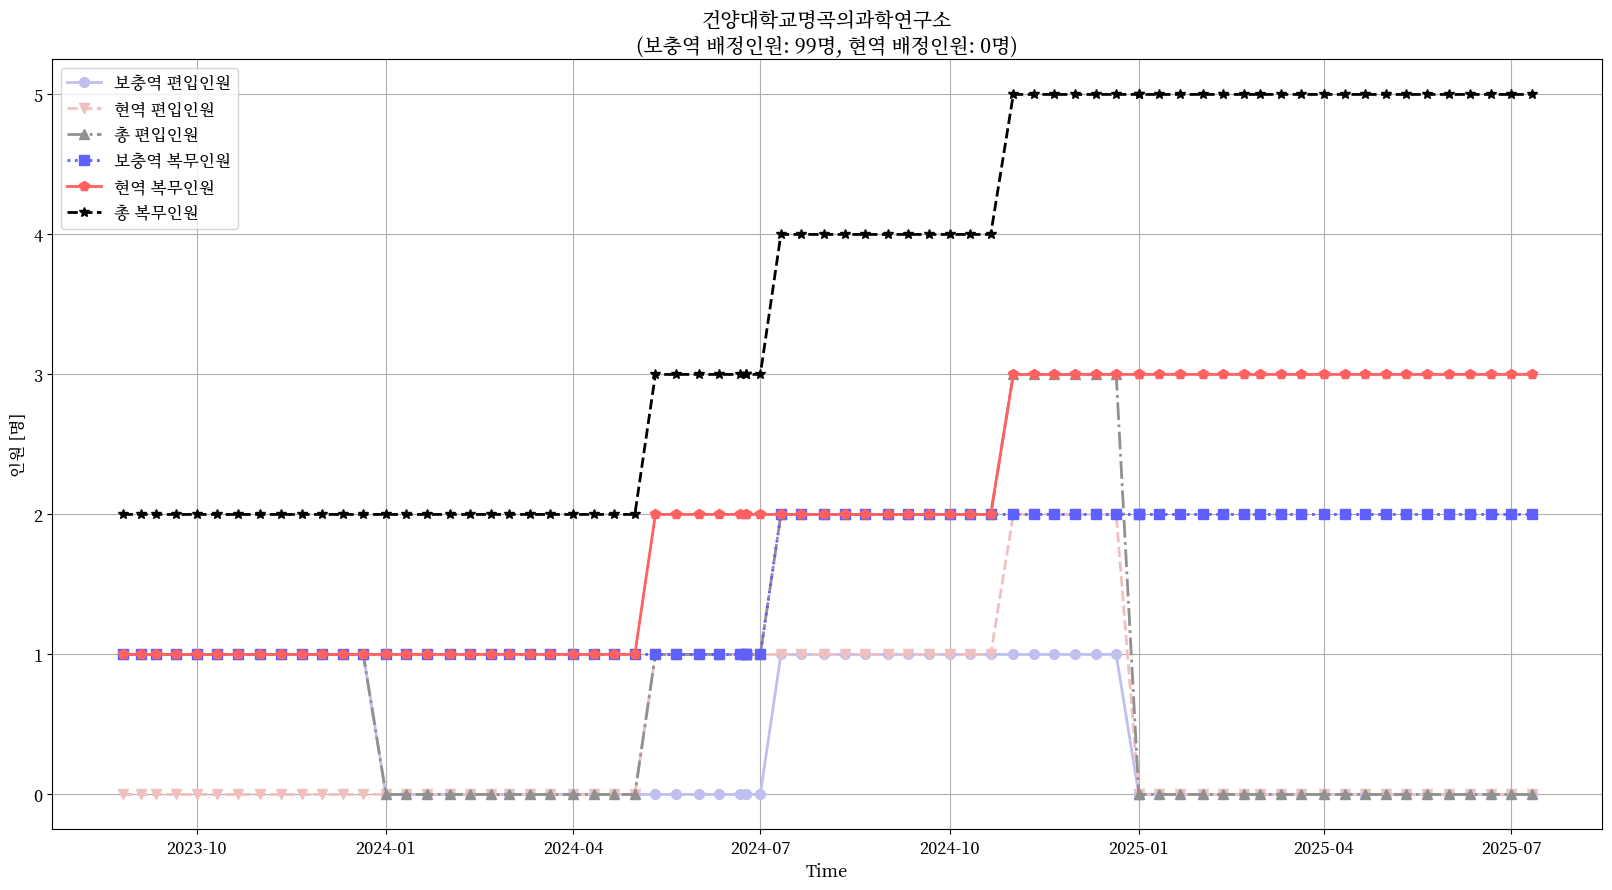 건양대학교명곡의과학연구소
(보충역 배정인원: 99명, 현역 배정인원: 0명)
보충역 편입인원
현역 편입인원
총 편입인원
보충역 복무인원
현역 복무인원
총 복무인원
인원 [명]
5
4
3
2
1
0
2023-10
2024-01
2024-04
2024-07
2024-10
2025-01
2025-04
2025-07
Time